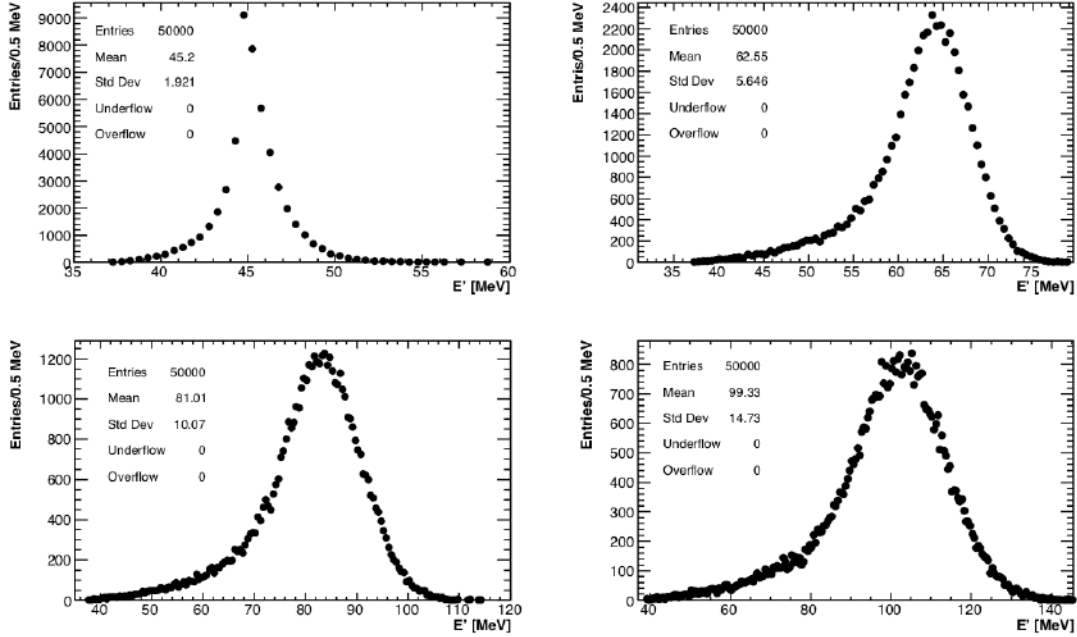 Entries/0.5 MeV
9000
8000
7000
6000
5000
4000
3000
2000
1000
0
Entries 50000
Mean 45.2
Std Dev 1.921
Underflow 0
Overflow 0
35 40 45 50 55 60
E' [MeV]
Entris/0.5 MeV
2400
2200
2000
1800
1600
1400
1200
1000
800
600
400
200
0
Entries 50000
Mean 62.55
Std Dev 5.646
Underflow 0
Overflow 0
35 40 45 50 55 60 65 70 75
E' [MeV]
Entries/0.5 MeV
1200
1000
800
600
400
200
0
Entries 50000
Mean 81.01
Std Dev 10.07
Underflow 0
Overflow 0
40 50 60 70 80 90 100 110 120
E' [MeV]
Entries/0.5 MeV
800
700
600
500
400
300
200
100
0
Entries 50000
Mean 99.33
Std Dev 14.73
Underflow 0
Overflow 0
40 60 80 100 120 140
E' [MeV]